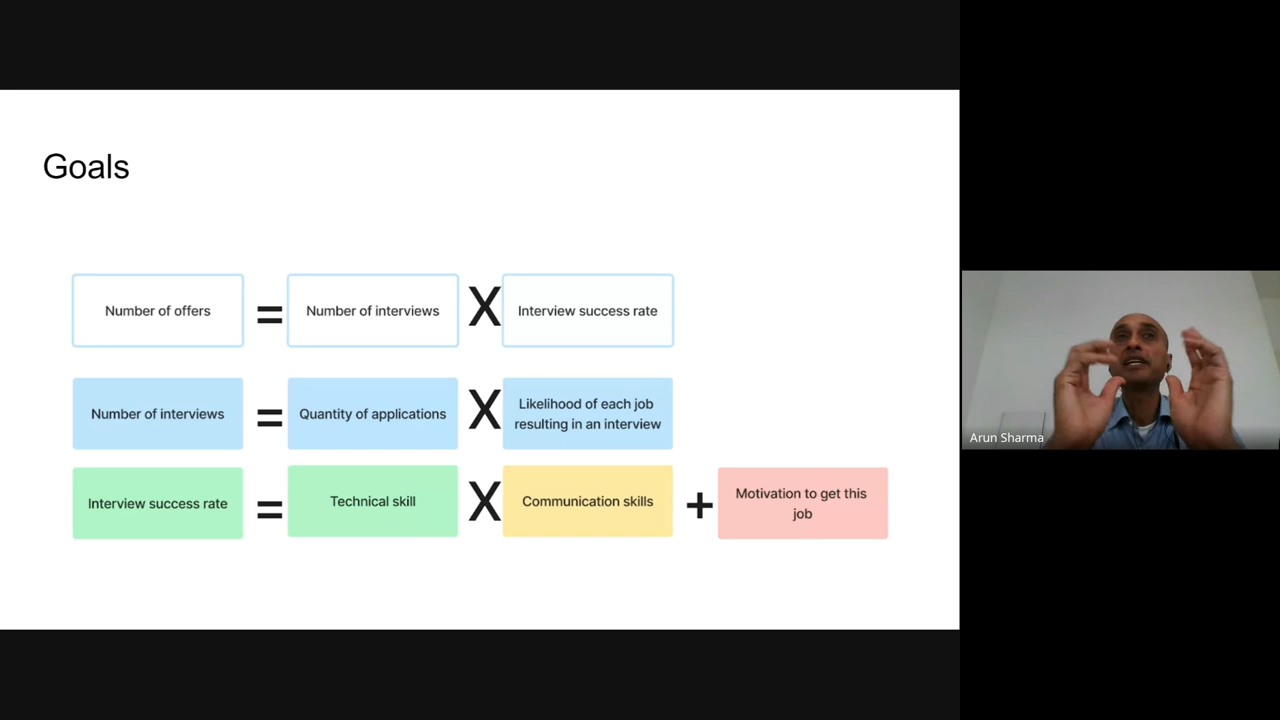 Goals
Number of offers = Number of interviews X Interview success rate
Number of interviews = Quantity of applications X Likelihood of each job
resulting in an interview
Interview success rate = Technical skill X Communication skills + Motivation to get this
job
Arun Sharma